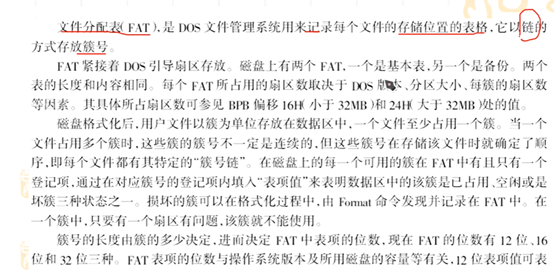 文件分配表(FAT),是 DOS 文件管理系统用来记录每个文件的存储位置的表格,它以链的
方式存放簇号。
FAT 紧接着 DOS 引导扇区存放。磁盘上有两个 FAT,一个是基本表,另一个是备份。两个
表的长度和内容相同。每个 FAT 所占用的扇区数取决于 DOS 版本、分区大小、每簇的扇区数
等因素。其具体所占扇区数可参见 BPB 偏移 16H(小于 32MB)和 24H(大于 32MB)处的值。
磁盘格式化后,用户文件以簇为单位存放在数据区中,一个文件至少占用一个簇。当一个
文件占用多个簇时,这些簇的簇号不一定是连续的,但这些簇号在存储该文件时就确定了顺
序,即每个文件都有其特定的“簇号链”。在磁盘上的每一个可用的簇在 FAT 中有且只有一个
登记项,通过在对应簇号的登记项内填入“表项值”来表明数据区中的该簇是已占用、空闲或是
坏簇三种状态之一。损坏的簇可以在格式化过程中,由 Format 命令发现并记录在 FAT 中。在
一个簇中,只要有一个扇区有问题,该簇就不能使用。
簇号的长度由簇的多少决定,进而决定 FAT 中表项的位数,现在 FAT 的位数有 12 位、16
位和 32 位三种。FAT 表项的位数与操作系统版本及所用磁盘的容量等有关,12 位表项值可表